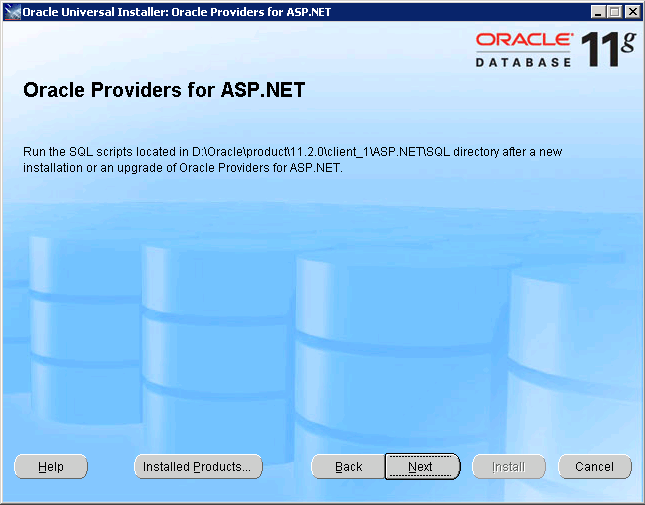 Oracle Universal Installer: Oracle Providers for ASP.NET
ORACLE
DATABASE 11g
Oracle Providers for ASP.NET
Run the SQL scripts located in D:\Oracle\product\11.2.0\client_1\ASP.NET\SQL directory after a new
installation or an upgrade of Oracle Providers for ASP.NET.
Help Installed Products... Back Next Install Cancel